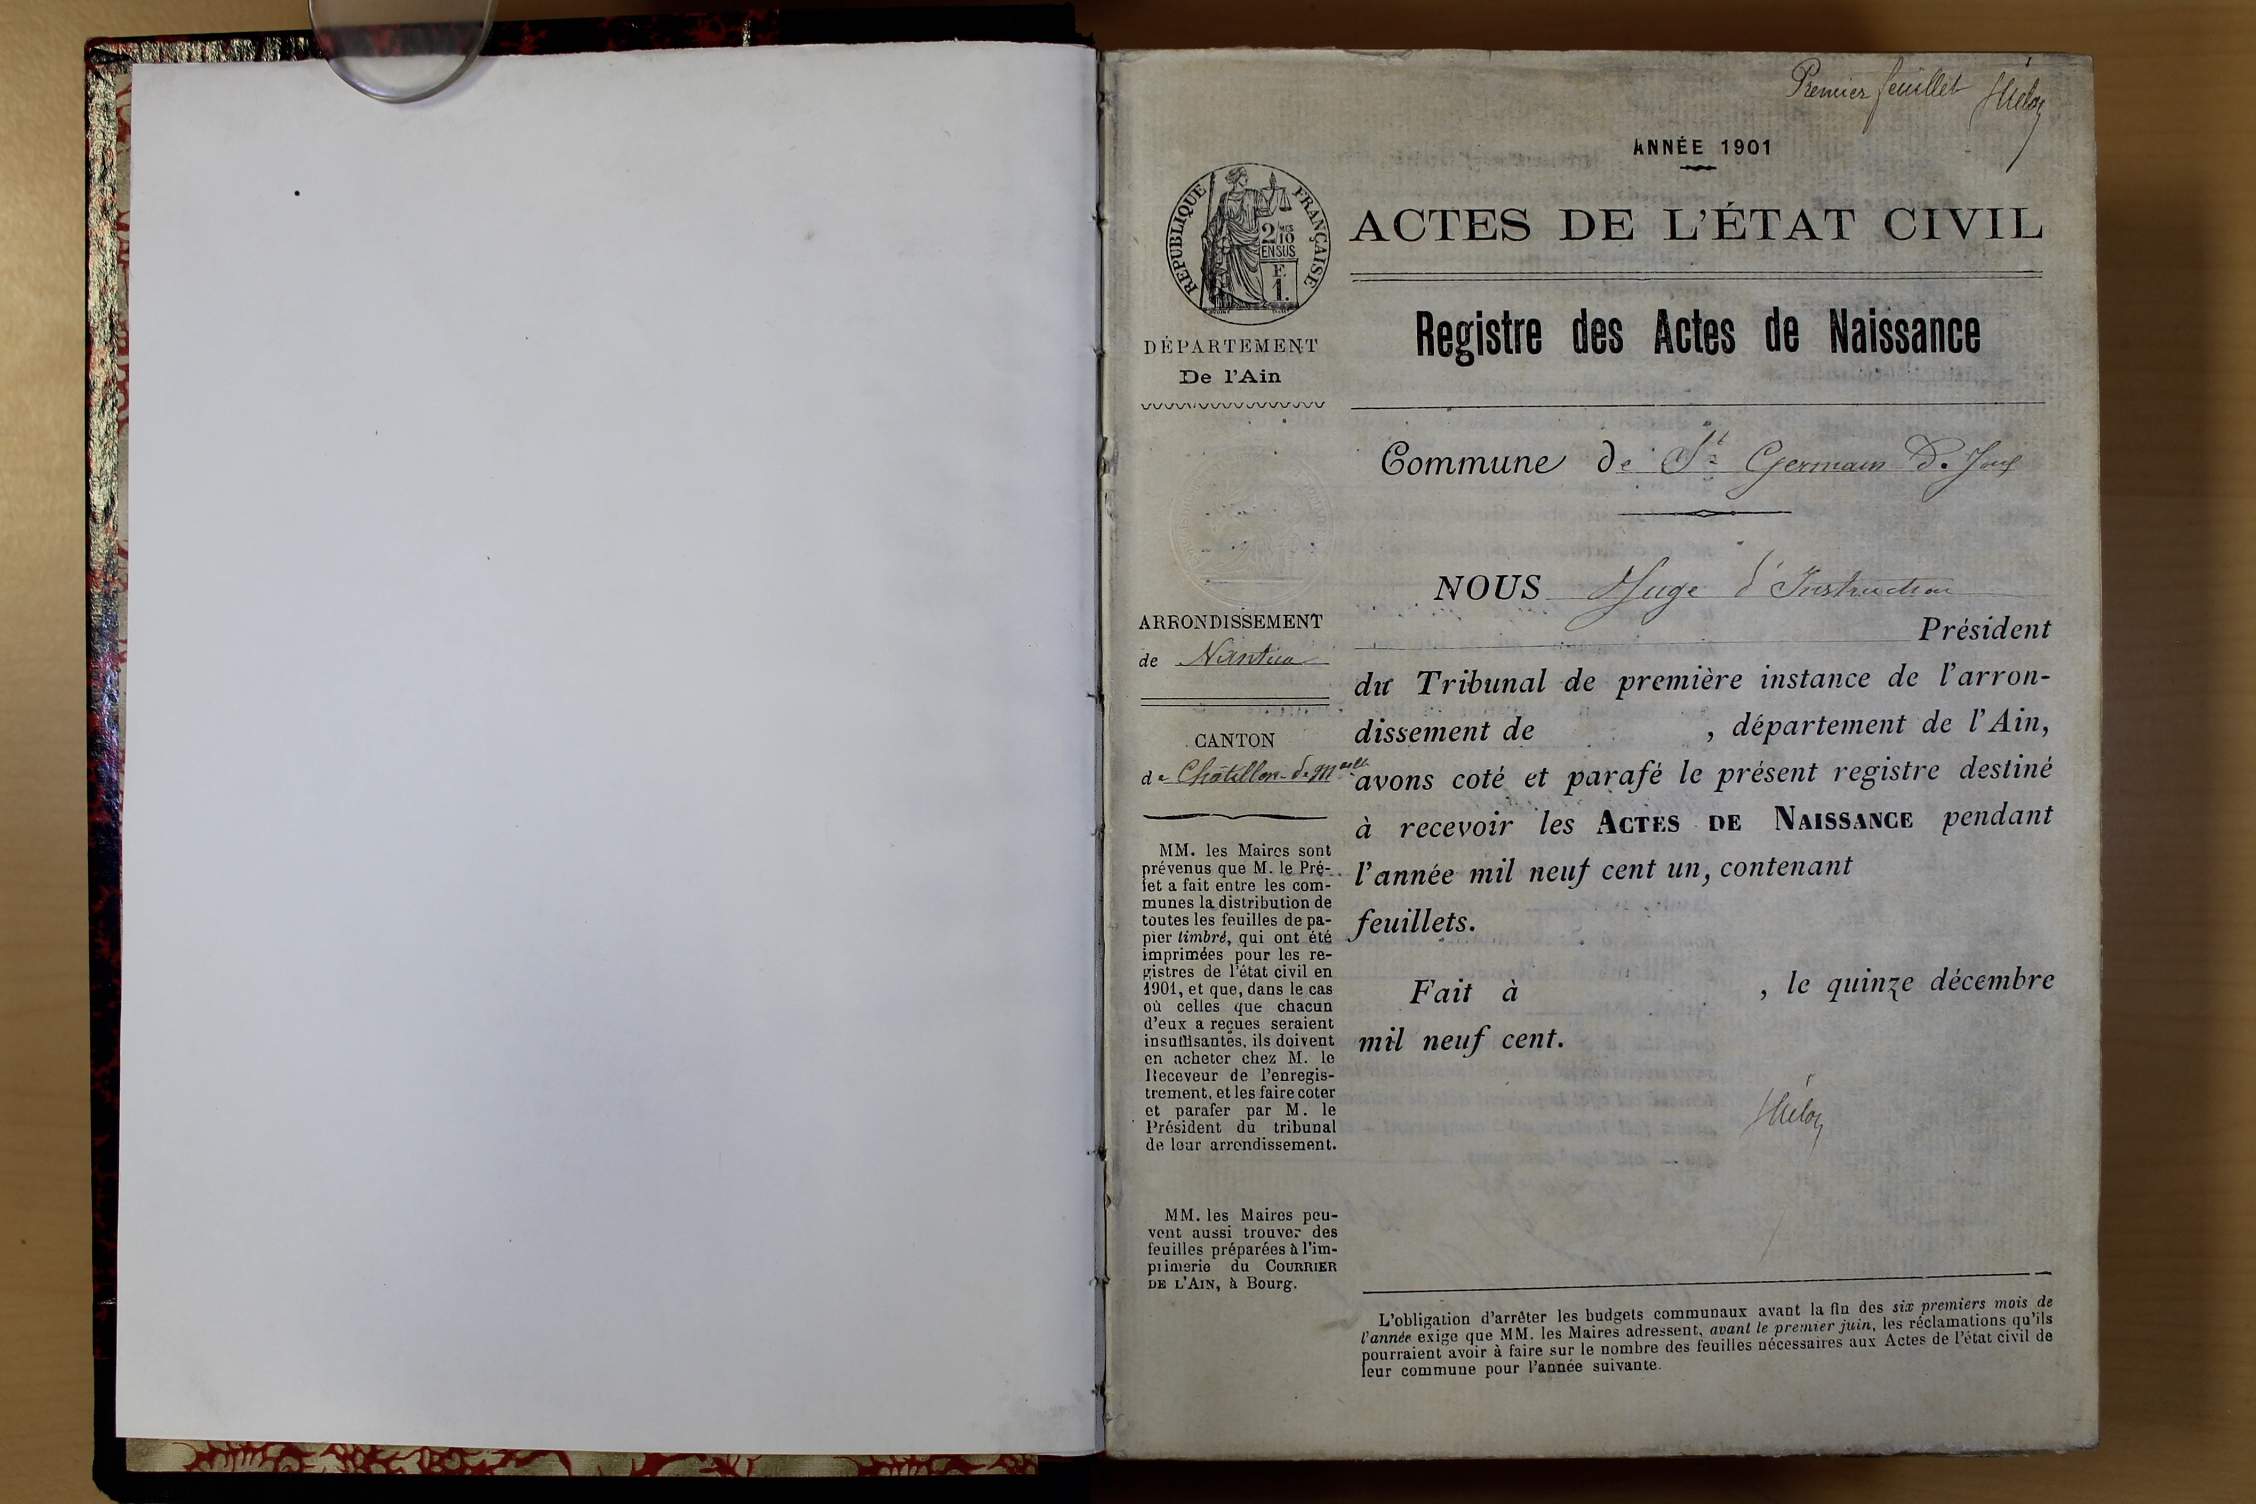 Premier feuillet
ANNÉE 1901
RÉPUBLIQUE FRANÇAISE
2/10
EN SUS
E.
1.
ACTES DE L'ÉTAT CIVIL
DÉPARTEMENT
De l'Ain
Registre des Actes de Naissance
Commune de St Germain de Joux
ARRONDISSEMENT
de Nantua
CANTON
de Châtillon-de-Mlle
MM. les Maires sont
prévenus que M. le Pré-
fet a fait entre les com-
munes la distribution de
toutes les feuilles de pa-
pier timbré, qui ont été
imprimées pour les re-
gistres de l'état civil en
1901, et que, dans le cas
où celles que chacun
d'eux a reçues seraient
insuffisantes, ils doivent
en acheter chez M. le
Receveur de l'enregis-
trement, et les faire coter
et parafer par M. le
Président du tribunal
de leur arrondissement.
MM. les Maires peu-
vent aussi trouver des
feuilles préparées à l'im-
primerie du COURRIER
DE L'AIN, à Bourg.
NOUS Juge d'Instruction
Président
du Tribunal de première instance de l'arron-
dissement de , département de l'Ain,
avons coté et parafé le présent registre destiné
à recevoir les ACTES DE NAISSANCE pendant
l'année mil neuf cent un, contenant
feuillets.
Fait à , le quinze décembre
mil neuf cent.
L'obligation d'arrêter les budgets communaux avant la fin des six premiers mois de
l'année exige que MM. les Maires adressent, avant le premier juin, les réclamations qu'ils
pourraient avoir à faire sur le nombre des feuilles nécessaires aux Actes de l'état civil de
leur commune pour l'année suivante.